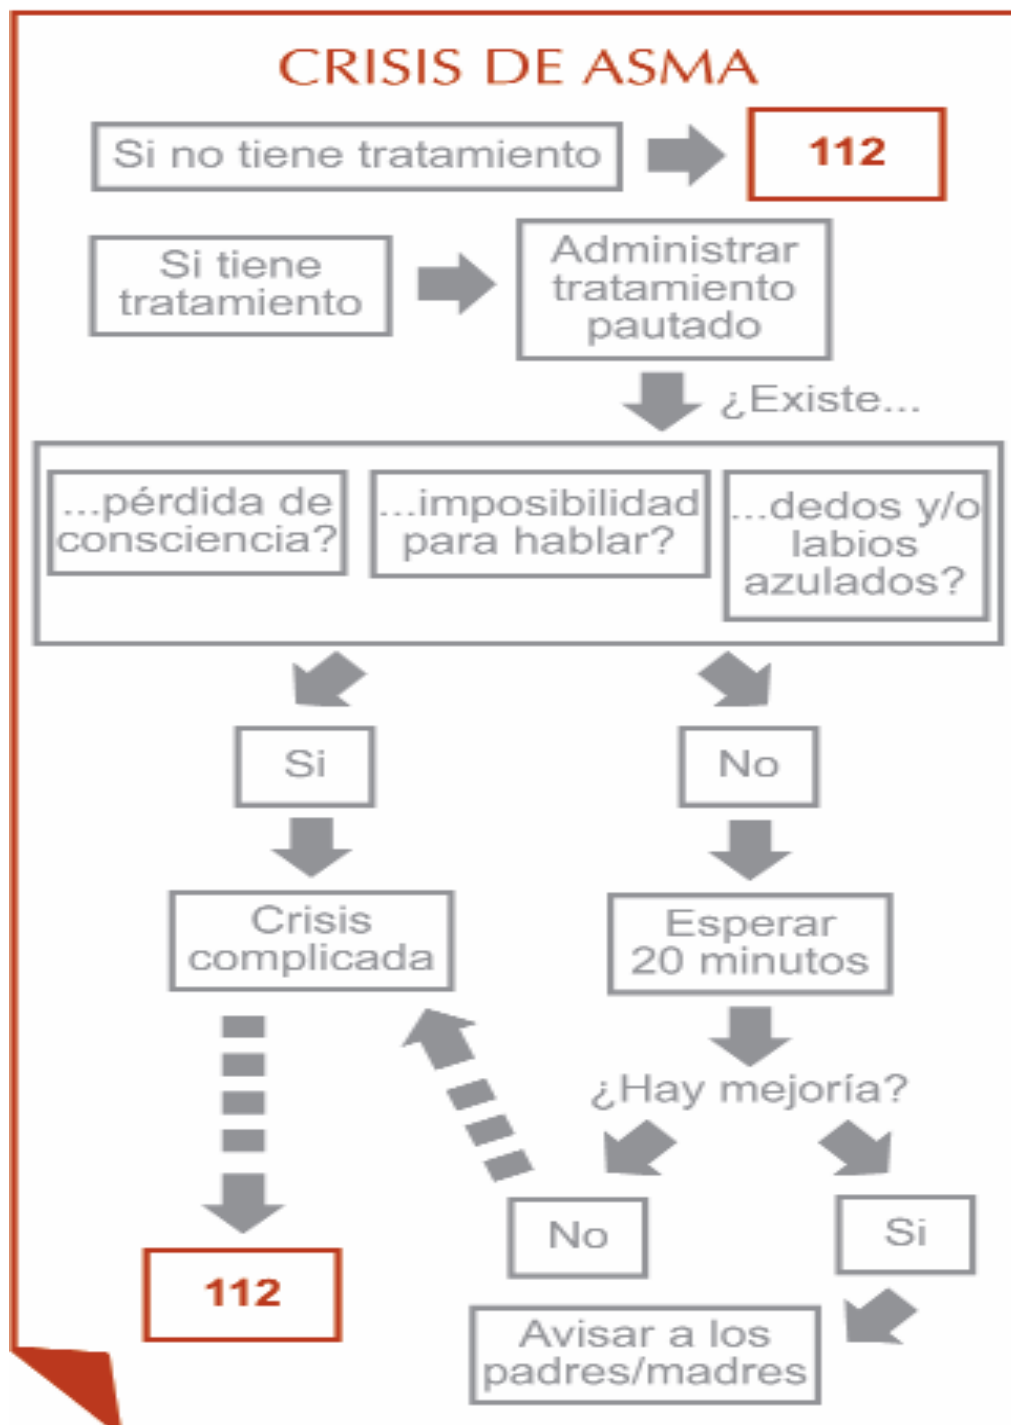 CRISIS DE ASMA
Si no tiene tratamiento
112
Si tiene
tratamiento
Administrar
tratamiento
pautado
¿Existe...
...pérdida de
consciencia?
...imposibilidad
para hablar?
...dedos y/o
labios
azulados?
Si
No
Crisis
complicada
Esperar
20 minutos
¿Hay mejoría?
No
Si
112
Avisar a los
padres/madres